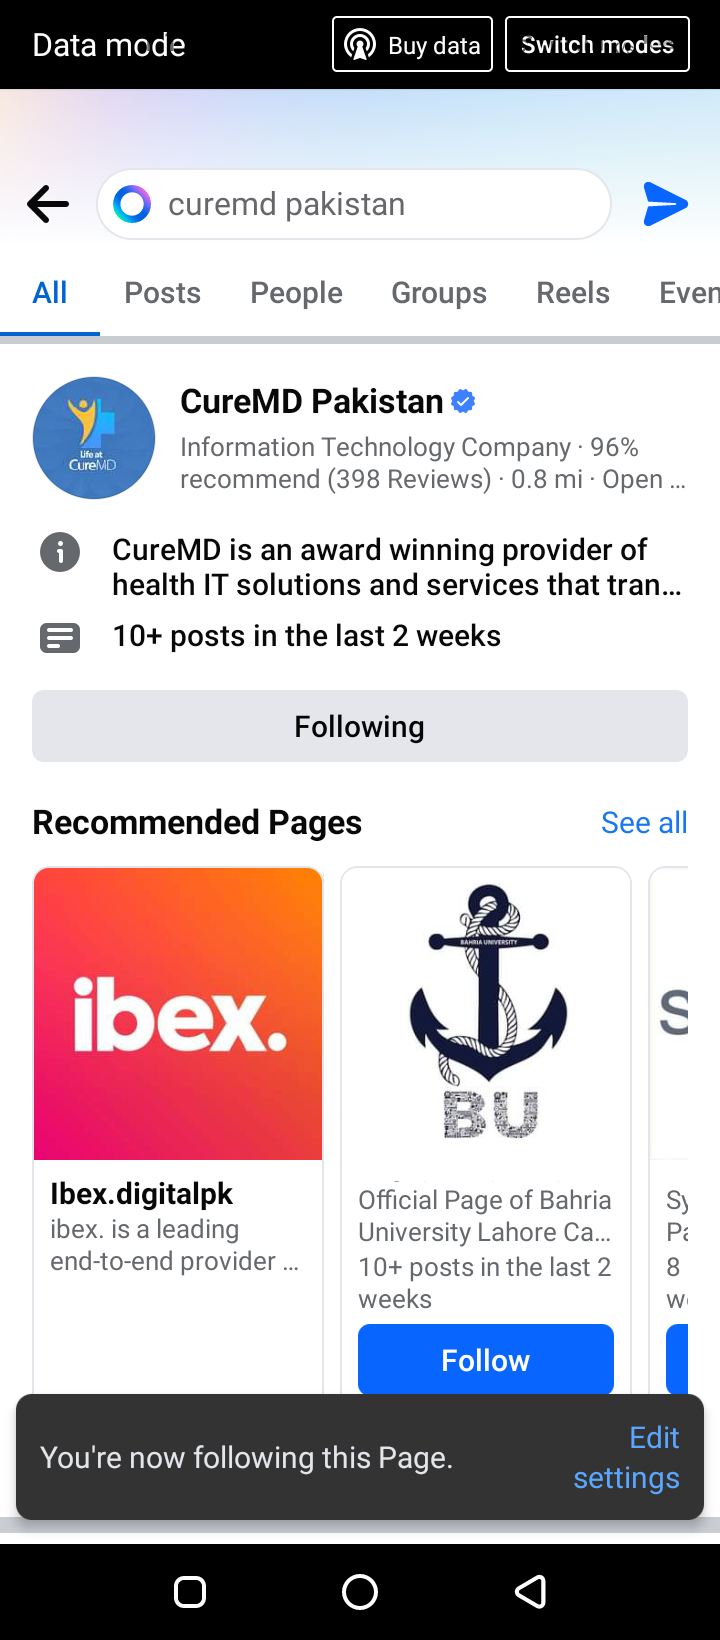 Data mode
Buy data
Switch modes
curemd pakistan
All
Posts
People
Groups
Reels
Even
CureMD Pakistan
Information Technology Company · 96%
recommend (398 Reviews) · 0.8 mi · Open ...
Life at
CureMD
CureMD is an award winning provider of
health IT solutions and services that tran...
10+ posts in the last 2 weeks
Following
Recommended Pages
See all
ibex.
BAHRIA UNIVERSITY
BU
S
Ibex.digitalpk
ibex. is a leading
end-to-end provider ...
Official Page of Bahria
University Lahore Ca...
10+ posts in the last 2
weeks
Follow
Sy
Pa
8
we
You're now following this Page.
Edit
settings